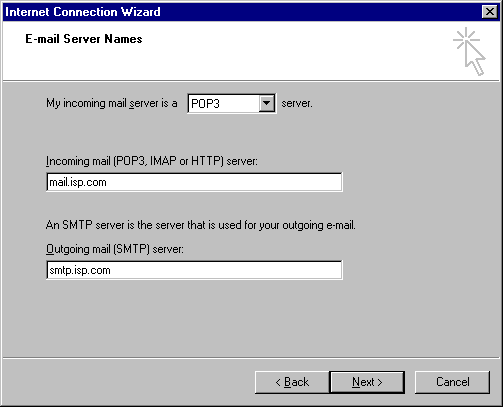 Internet Connection Wizard
E-mail Server Names
My incoming mail server is a POP3 server.
Incoming mail (POP3, IMAP or HTTP) server:
mail.isp.com
An SMTP server is the server that is used for your outgoing e-mail.
Outgoing mail (SMTP) server:
smtp.isp.com
< Back Next > Cancel